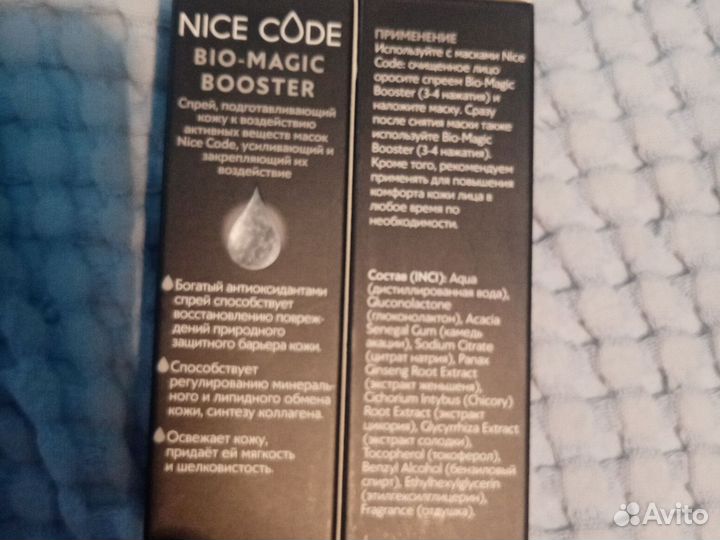 NICE CODE
BIO-MAGIC
BOOSTER
Спрей, подготавливающий
кожу к воздействию
активных веществ масок
Nice Code, усиливающий и
закрепляющий их
воздействие
Богатый антиоксидантами
спрей способствует
восстановлению повреж-
дений природного
защитного барьера кожи.
Способствует
регулированию минераль-
ного и липидного обмена
кожи, синтезу коллагена.
Освежает кожу,
придаёт ей мягкость
и шелковистость.
ПРИМЕНЕНИЕ
Используйте с масками Nice
Code: очищенное лицо
оросите спреем Bio-Magic
Booster (3-4 нажатия) и
наложите маску. Сразу
после снятия маски также
используйте Bio-Magic
Booster (3-4 нажатия).
Кроме того, рекомендуем
применять для повышения
комфорта кожи лица в
любое время по
необходимости.
Состав (INCI): Aqua
(дистиллированная вода),
Gluconolactone
(глюконолактон), Acacia
Senegal Gum (камедь
акации), Sodium Citrate
(цитрат натрия), Panax
Ginseng Root Extract
(экстракт женьшеня),
Cichorium Intybus (Chicory)
Root Extract (экстракт
цикория), Glycyrrhiza Extract
(экстракт солодки),
Tocopherol (токоферол),
Benzyl Alcohol (бензиловый
спирт), Ethylhexylglycerin
(этилгексилглицерин),
Fragrance (отдушка).
Avito